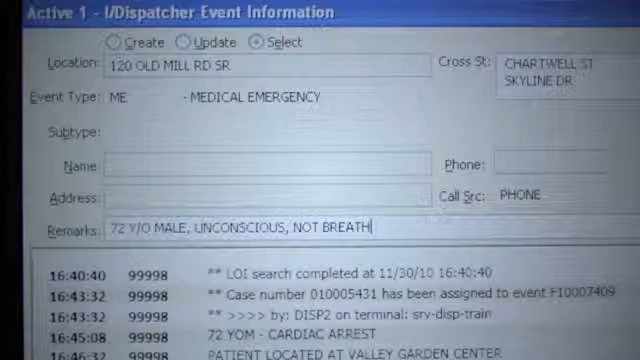 Active 1 - I/Dispatcher Event Information
Create Update Select
Location: 120 OLD MILL RD SR Cross St: CHARTWELL ST
SKYLINE DR
Event Type: ME - MEDICAL EMERGENCY
Subtype:
Name: Phone:
Address: Call Src: PHONE
Remarks: 72 Y/O MALE, UNCONSCIOUS, NOT BREATH
16:40:40 99998 ** LOI search completed at 11/30/10 16:40:40
16:43:32 99998 ** Case number 010005431 has been assigned to event F10007409
16:43:32 99998 ** >>>> by: DISP2 on terminal: srv-disp-train
16:45:08 99998 72 YOM - CARDIAC ARREST
16:46:32 99998 PATIENT LOCATED AT VALLEY GARDEN CENTER